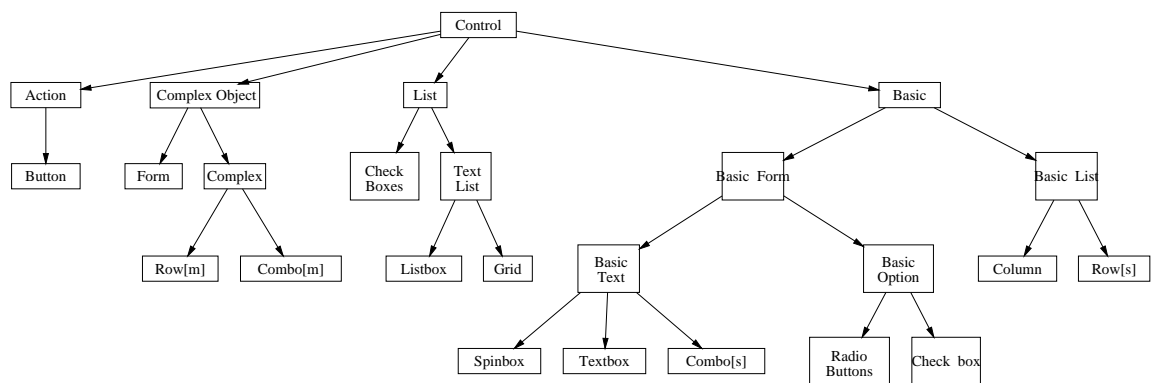 Control
Action
Complex Object
List
Basic
Button
Form
Complex
Check
Boxes
Text
List
Basic Form
Basic List
Row[m]
Combo[m]
Listbox
Grid
Basic
Text
Basic
Option
Column
Row[s]
Spinbox
Textbox
Combo[s]
Radio
Buttons
Check box